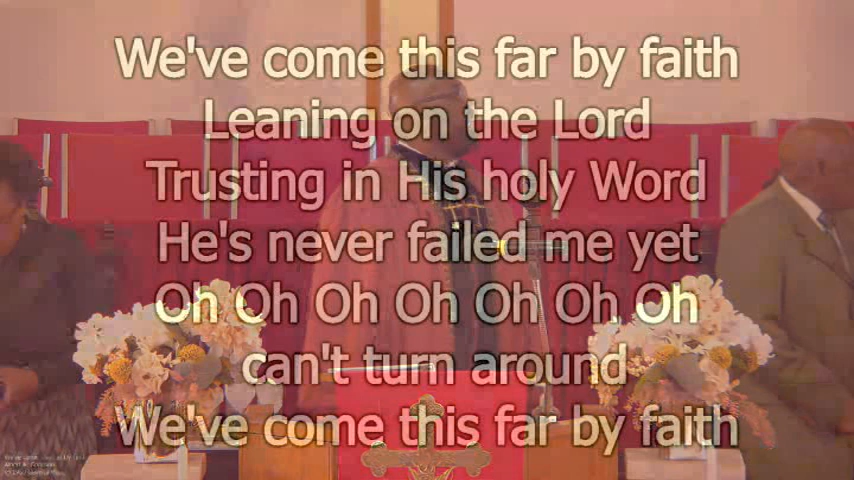 We've come this far by faith
Leaning on the Lord
Trusting in His holy Word
He's never failed me yet
Oh Oh Oh Oh Oh Oh, Oh
can't turn around
We've come this far by faith